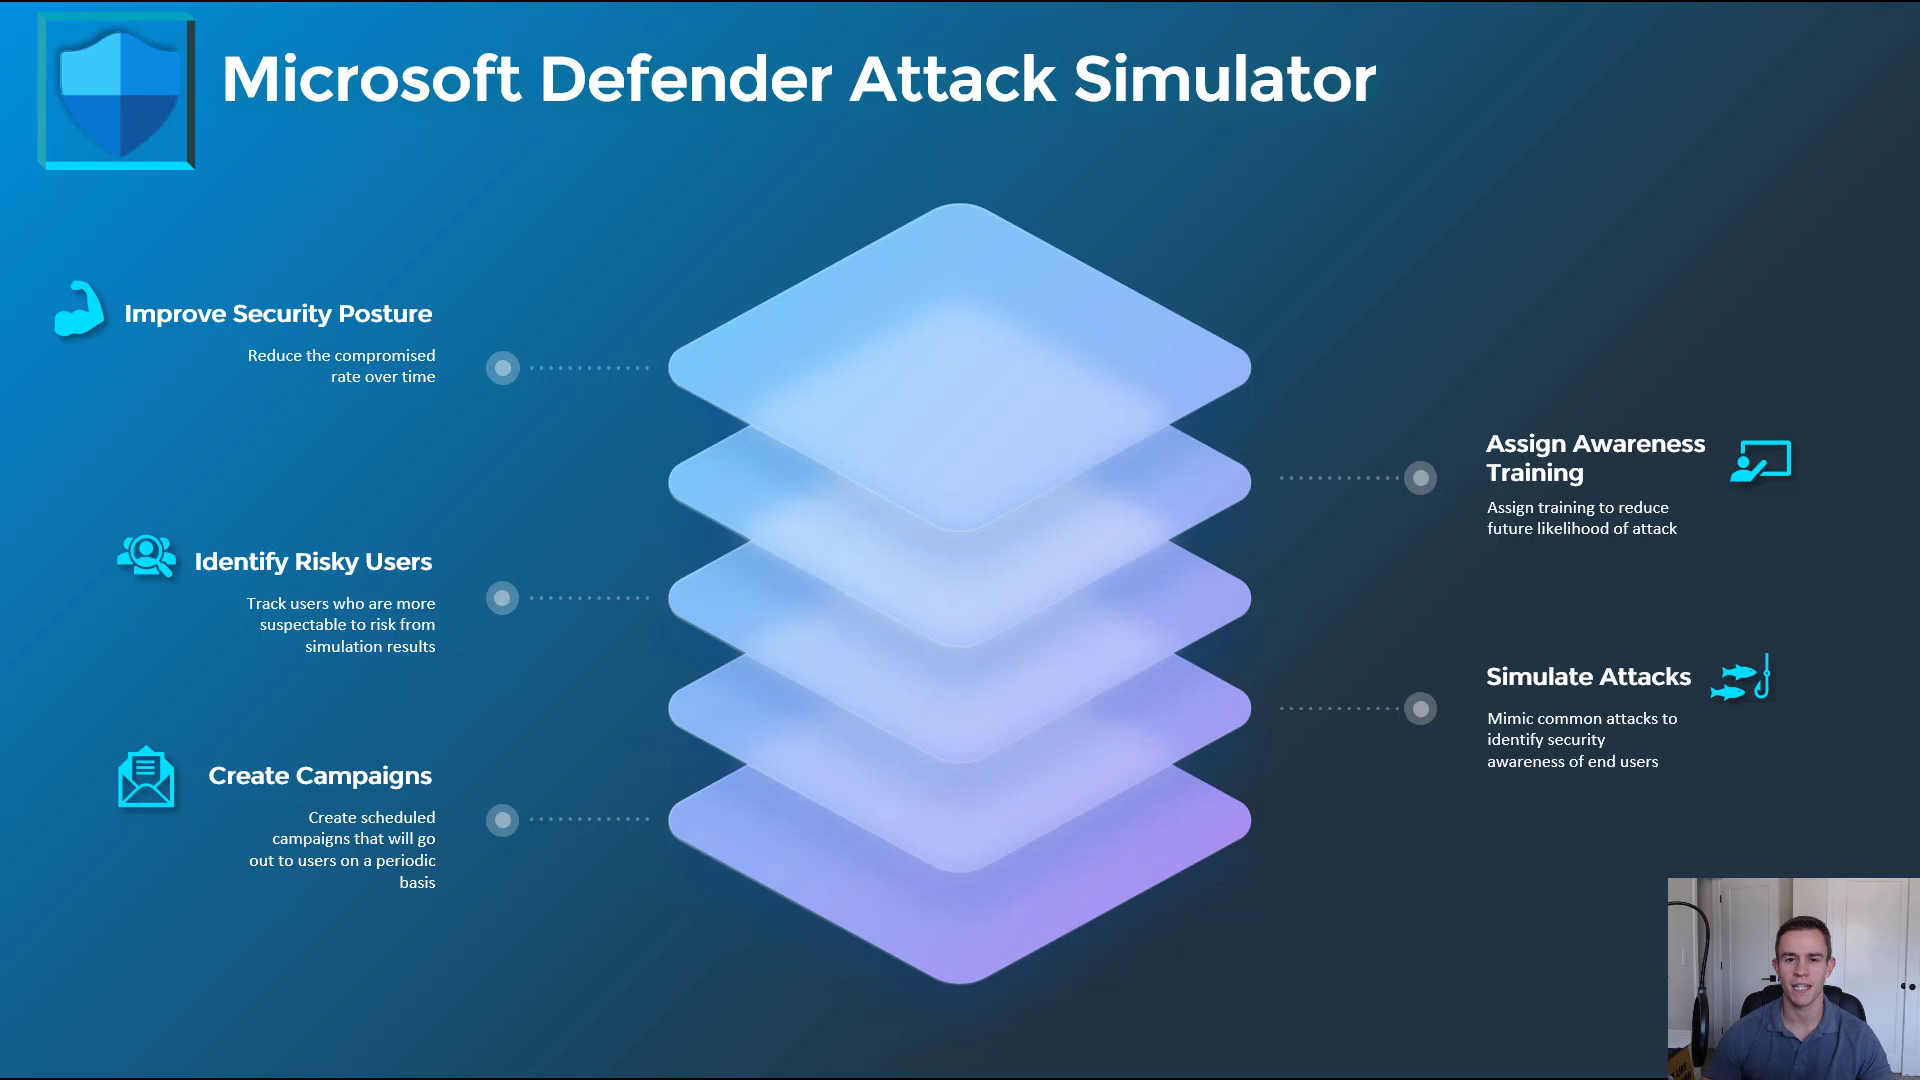 Microsoft Defender Attack Simulator
Improve Security Posture
Reduce the compromised
rate over time
Assign Awareness
Training
Assign training to reduce
future likelihood of attack
Identify Risky Users
Track users who are more
suspectable to risk from
simulation results
Simulate Attacks
Mimic common attacks to
identify security
awareness of end users
Create Campaigns
Create scheduled
campaigns that will go
out to users on a periodic
basis